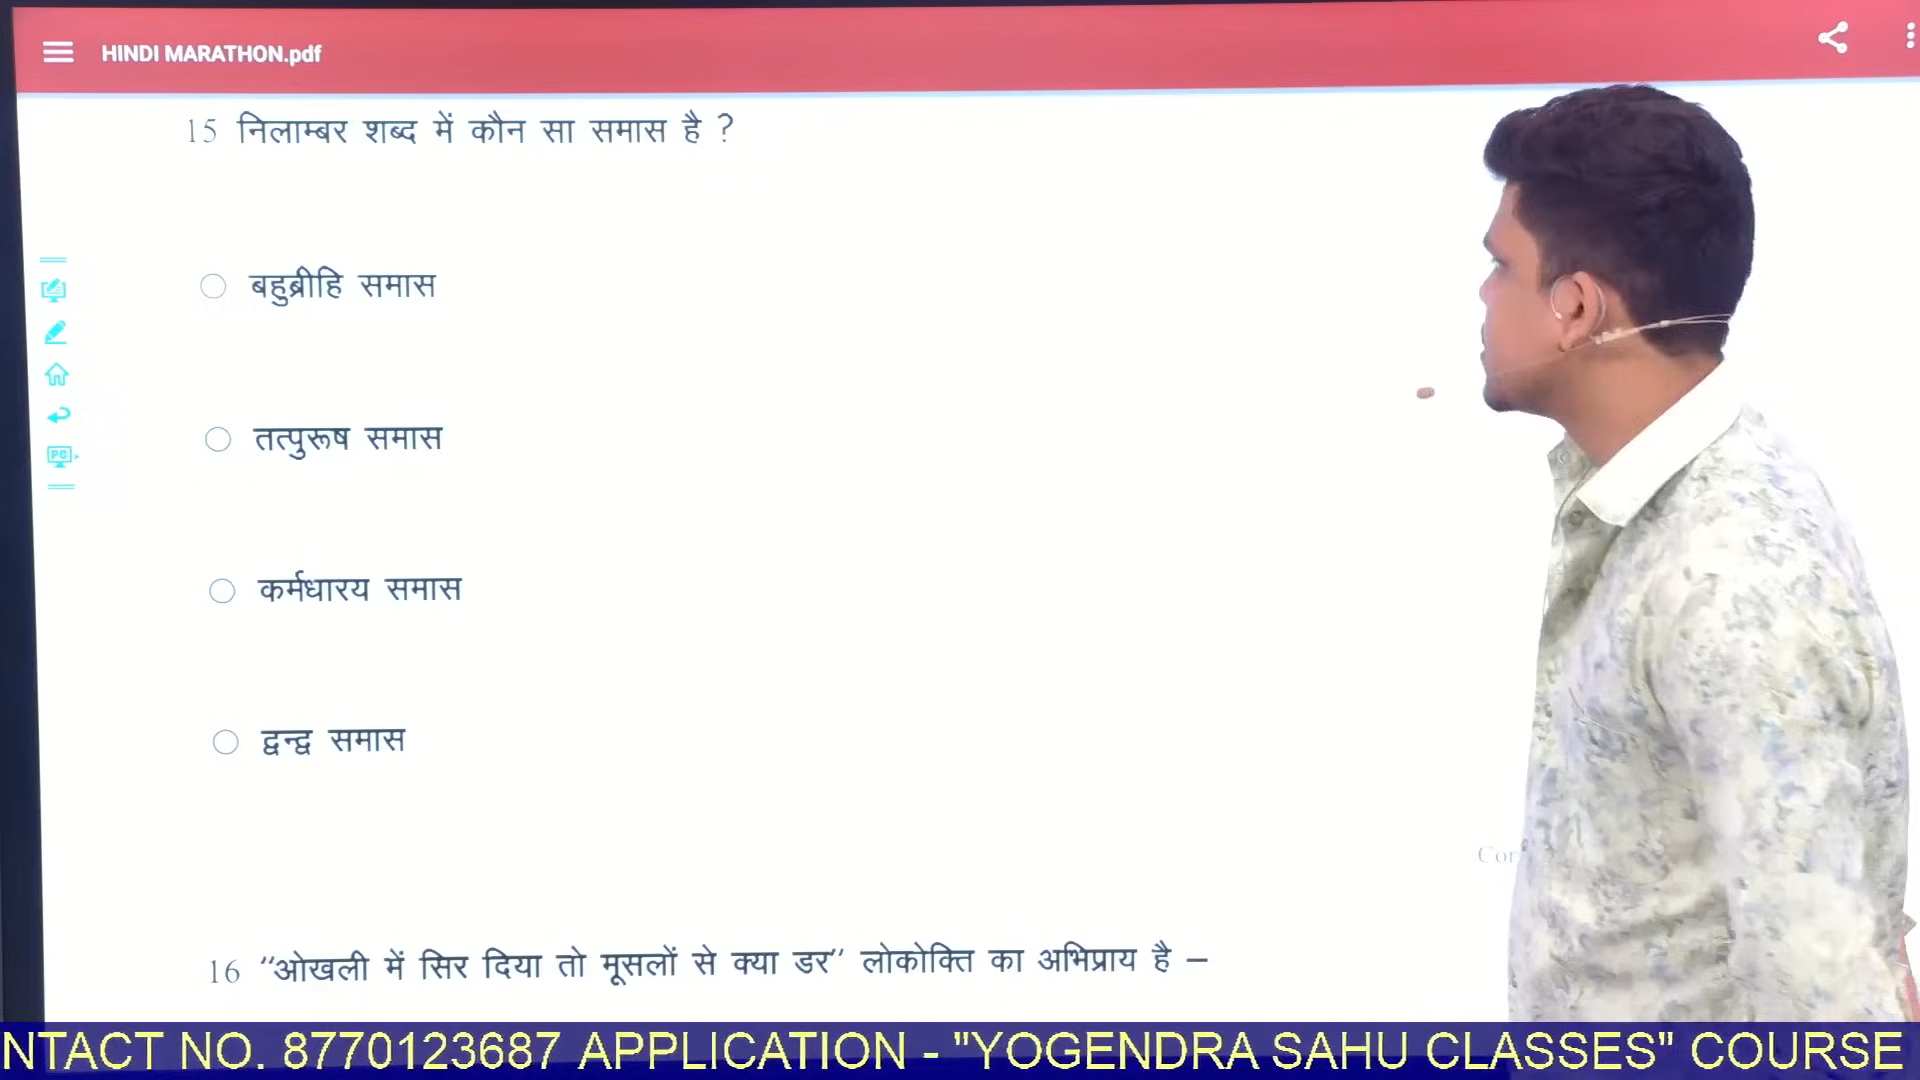 HINDI MARATHON.pdf
15 निलाम्बर शब्द में कौन सा समास है ?
बहुब्रीहि समास
तत्पुरूष समास
PC
कर्मधारय समास
द्वन्द्व समास
16 “ओखली में सिर दिया तो मूसलों से क्या डर” लोकोक्ति का अभिप्राय है –
NTACT NO. 8770123687 APPLICATION - "YOGENDRA SAHU CLASSES" COURSE